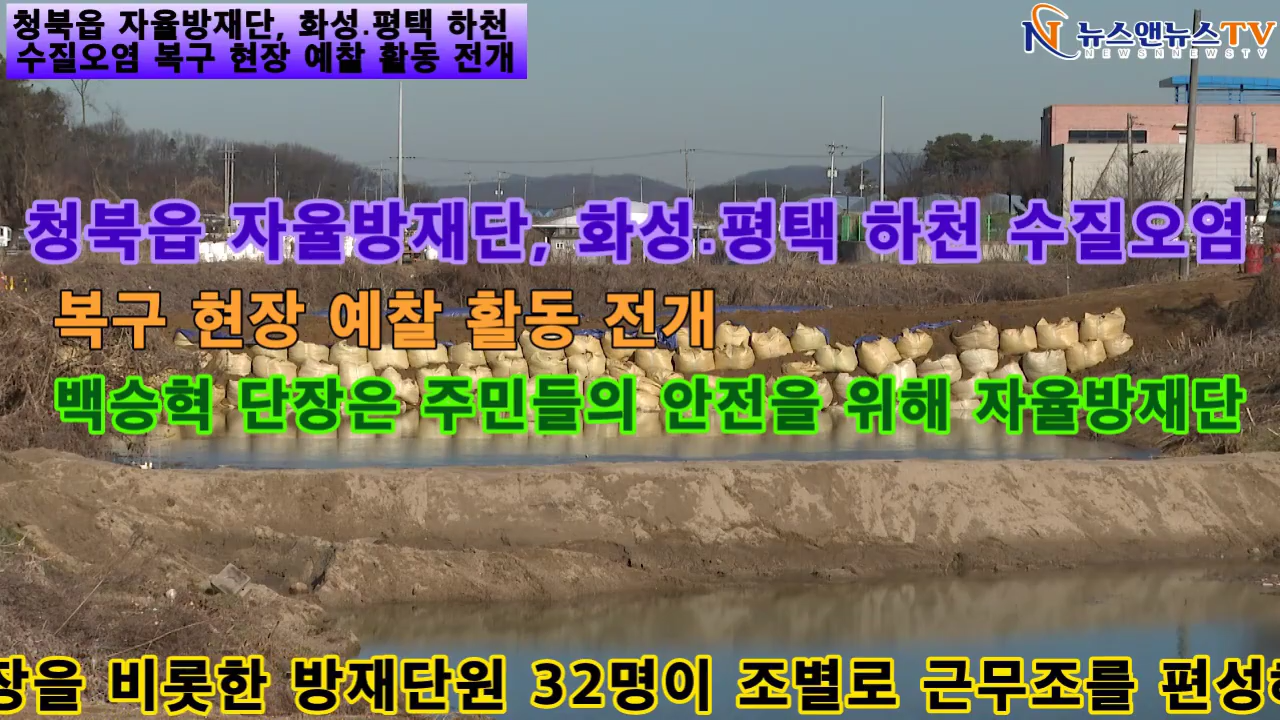 청북읍 자율방재단, 화성.평택 하천
수질오염 복구 현장 예찰 활동 전개
뉴스앤뉴스TV
NEWSNNEWSTV
청북읍 자율방재단, 화성.평택 하천 수질오염
복구 현장 예찰 활동 전개
백승혁 단장은 주민들의 안전을 위해 자율방재단
장을 비롯한 방재단원 32명이 조별로 근무조를 편성하